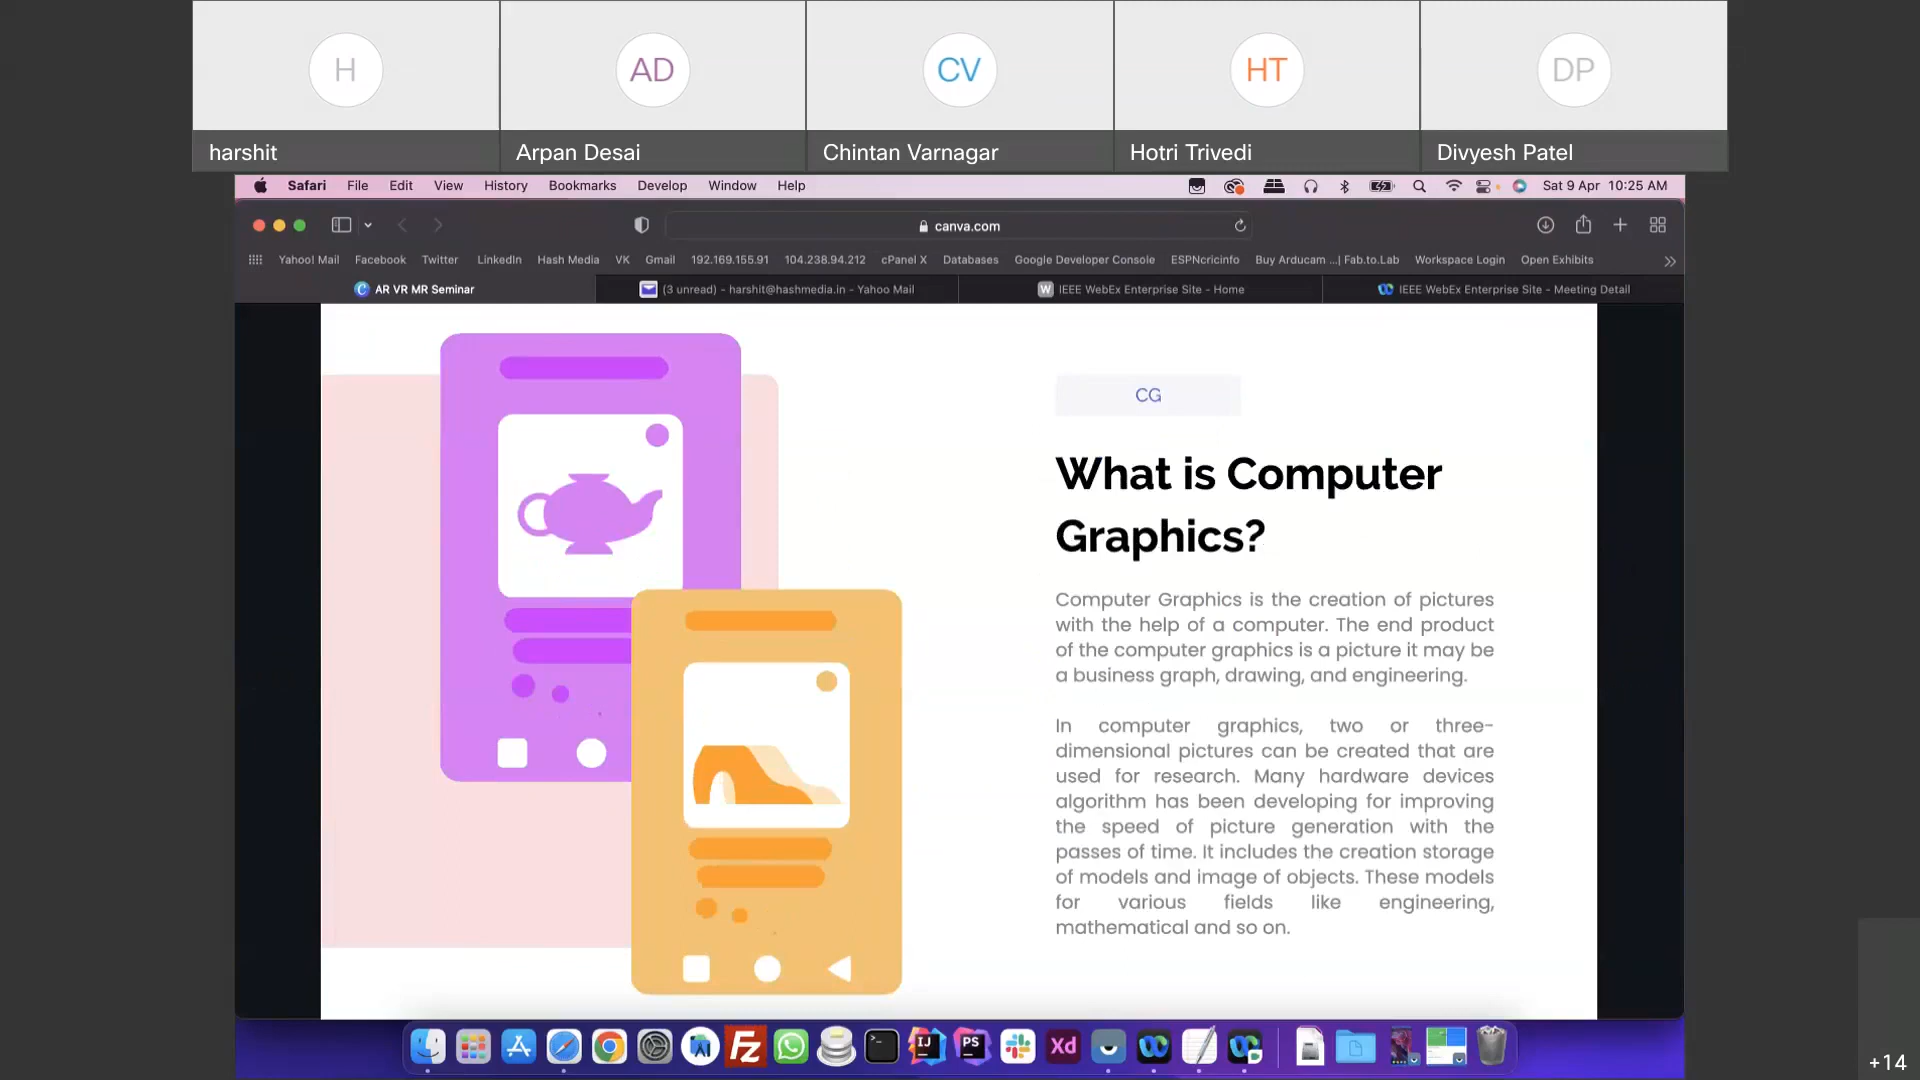 H
AD
CV
HT
DP
harshit
Arpan Desai
Chintan Varnagar
Hotri Trivedi
Divyesh Patel
Safari File Edit View History Bookmarks Develop Window Help
Sat 9 Apr 10:25 AM
canva.com
Yahoo! Mail Facebook Twitter LinkedIn Hash Media VK Gmail 192.169.155.91 104.238.94.212 cPanel X Databases Google Developer Console ESPNcricinfo Buy Arducam ...| Fab.to.Lab Workspace Login Open Exhibits
AR VR MR Seminar
(3 unread) - harshit@hashmedia.in - Yahoo Mail
W IEEE WebEx Enterprise Site - Home
IEEE WebEx Enterprise Site - Meeting Detail
CG
What is Computer
Graphics?
Computer Graphics is the creation of pictures
with the help of a computer. The end product
of the computer graphics is a picture it may be
a business graph, drawing, and engineering.
In computer graphics, two or three-
dimensional pictures can be created that are
used for research. Many hardware devices
algorithm has been developing for improving
the speed of picture generation with the
passes of time. It includes the creation storage
of models and image of objects. These models
for various fields like engineering,
mathematical and so on.
Fz
IJ
PS
Xd
+14